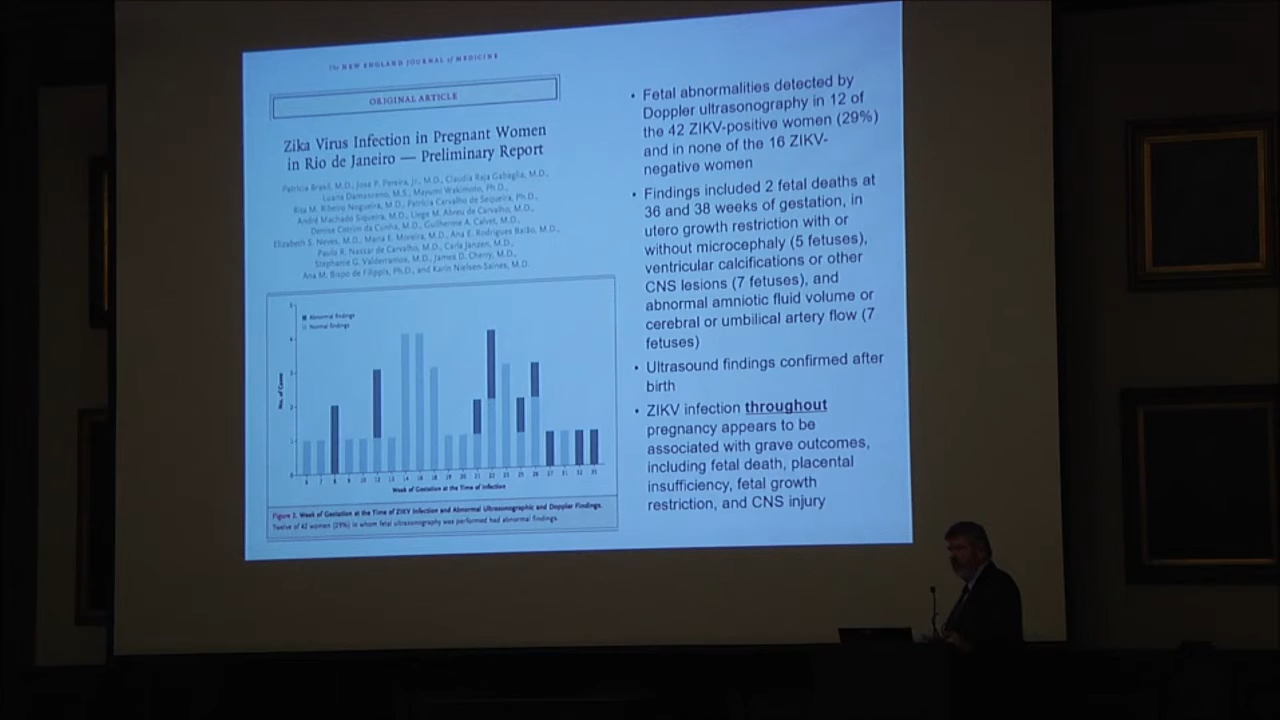 The NEW ENGLAND JOURNAL of MEDICINE
ORIGINAL ARTICLE
Zika Virus Infection in Pregnant Women
in Rio de Janeiro — Preliminary Report
Patrícia Brasil, M.D., Jose P. Pereira, Jr., M.D., Claudia Raja Gabaglia, M.D.,
Luana Damasceno, M.S., Mayumi Wakimoto, Ph.D.,
Rita M. Ribeiro Nogueira, M.D., Patrícia Carvalho de Sequeira, Ph.D.,
André Machado Siqueira, M.D., Liege M. Abreu de Carvalho, M.D.,
Denise Cotrim da Cunha, M.D., Guilherme A. Calvet, M.D.,
Elizabeth S. Neves, M.D., Maria E. Moreira, M.D., Ana E. Rodrigues Baião, M.D.,
Paulo R. Nassar de Carvalho, M.D., Carla Janzen, M.D.,
Stephanie G. Valderramos, M.D., James D. Cherry, M.D.,
Ana M. Bispo de Filippis, Ph.D., and Karin Nielsen-Saines, M.D.
Abnormal findings
Normal findings
No. of Cases
Week of Gestation at the Time of Infection
Figure 2. Week of Gestation at the Time of ZIKV Infection and Abnormal Ultrasonographic and Doppler Findings.
Twelve of 42 women (29%) in whom fetal ultrasonography was performed had abnormal findings.
• Fetal abnormalities detected by
Doppler ultrasonography in 12 of
the 42 ZIKV-positive women (29%)
and in none of the 16 ZIKV-
negative women
• Findings included 2 fetal deaths at
36 and 38 weeks of gestation, in
utero growth restriction with or
without microcephaly (5 fetuses),
ventricular calcifications or other
CNS lesions (7 fetuses), and
abnormal amniotic fluid volume or
cerebral or umbilical artery flow (7
fetuses)
• Ultrasound findings confirmed after
birth
• ZIKV infection throughout
pregnancy appears to be
associated with grave outcomes,
including fetal death, placental
insufficiency, fetal growth
restriction, and CNS injury